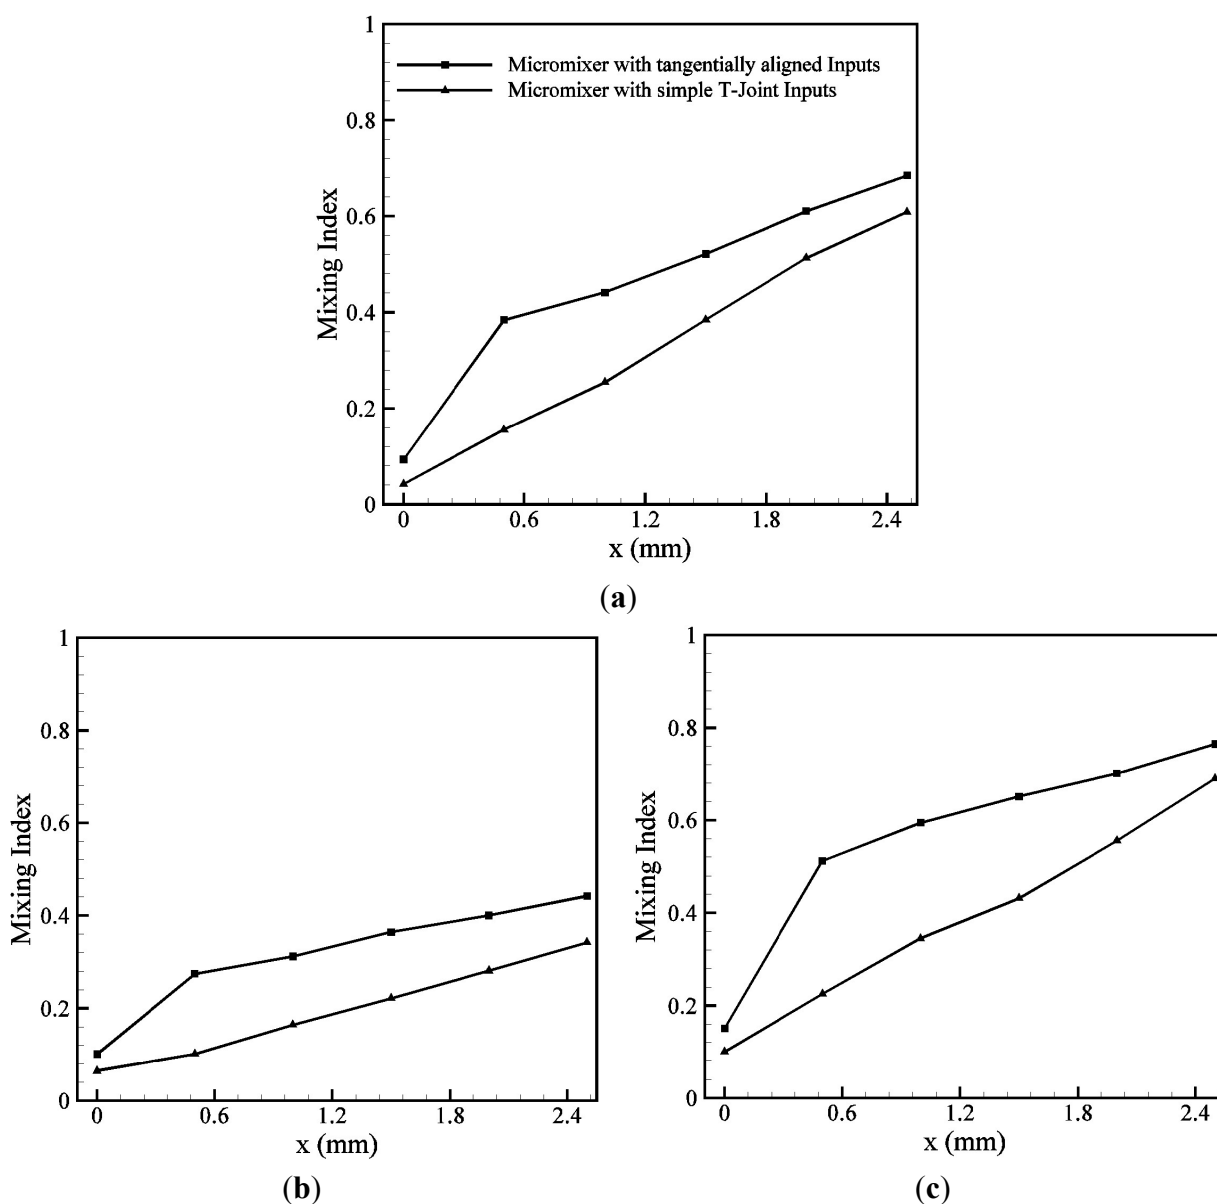 1
Micromixer with tangentially aligned Inputs
Micromixer with simple T-Joint Inputs
0.8
0.6
0.4
0.2
0
Mixing Index
0 0.6 1.2 1.8 2.4
x (mm)
(a)
1
0.8
0.6
0.4
0.2
0
Mixing Index
0 0.6 1.2 1.8 2.4
x (mm)
(b)
1
0.8
0.6
0.4
0.2
0
Mixing Index
0 0.6 1.2 1.8 2.4
x (mm)
(c)